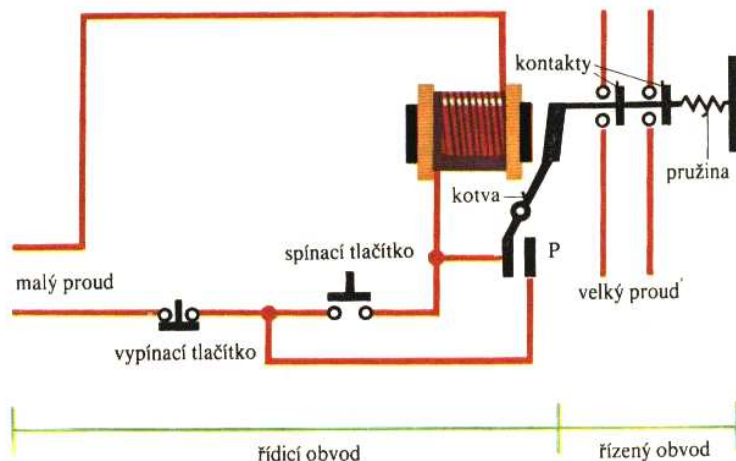 kontakty
pružina
kotva
spínací tlačítko
P
malý proud
velký proud
vypínací tlačítko
řídicí obvod
řízený obvod